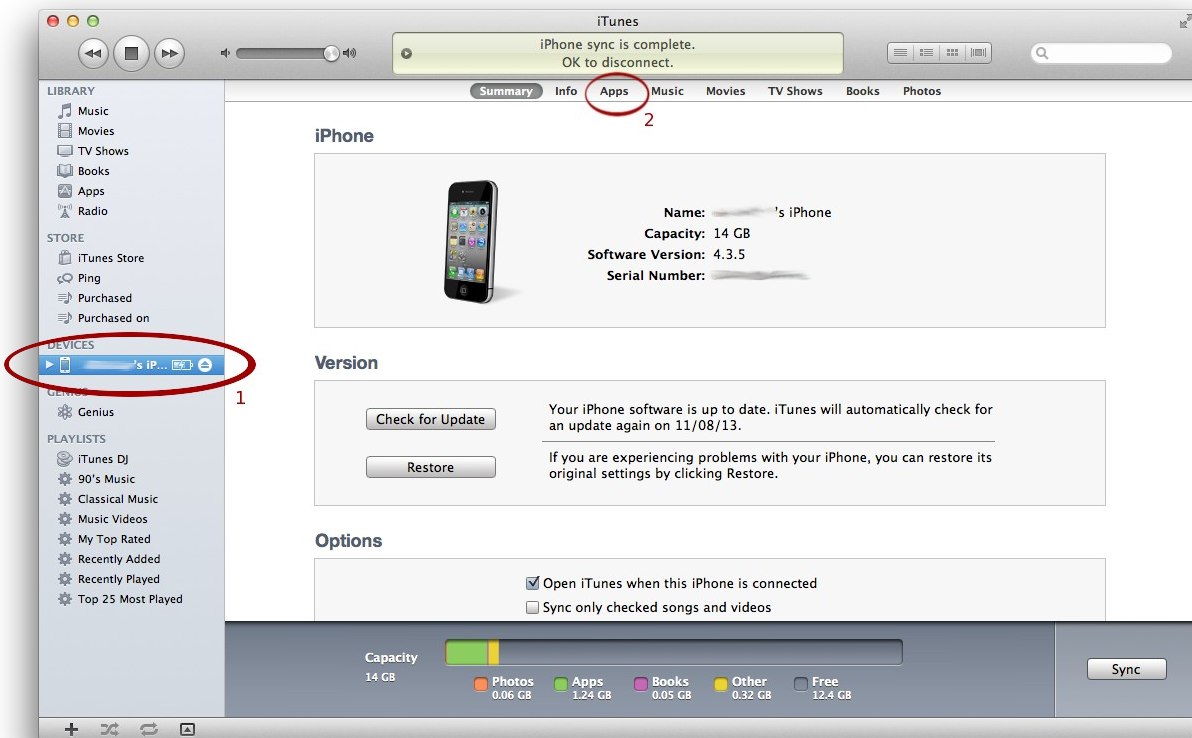 iTunes
iPhone sync is complete.
OK to disconnect.
LIBRARY
Music
Movies
TV Shows
Books
Apps
Radio
STORE
iTunes Store
Ping
Purchased
Purchased on
DEVICES
's iP...
1
GENIUS
Genius
PLAYLISTS
iTunes DJ
90's Music
Classical Music
Music Videos
My Top Rated
Recently Added
Recently Played
Top 25 Most Played
Summary Info Apps Music Movies TV Shows Books Photos
2
iPhone
Name: 's iPhone
Capacity: 14 GB
Software Version: 4.3.5
Serial Number:
Version
Check for Update
Your iPhone software is up to date. iTunes will automatically check for
an update again on 11/08/13.
Restore
If you are experiencing problems with your iPhone, you can restore its
original settings by clicking Restore.
Options
Open iTunes when this iPhone is connected
Sync only checked songs and videos
Capacity
14 GB
Photos
0.06 GB
Apps
1.24 GB
Books
0.05 GB
Other
0.32 GB
Free
12.4 GB
Sync